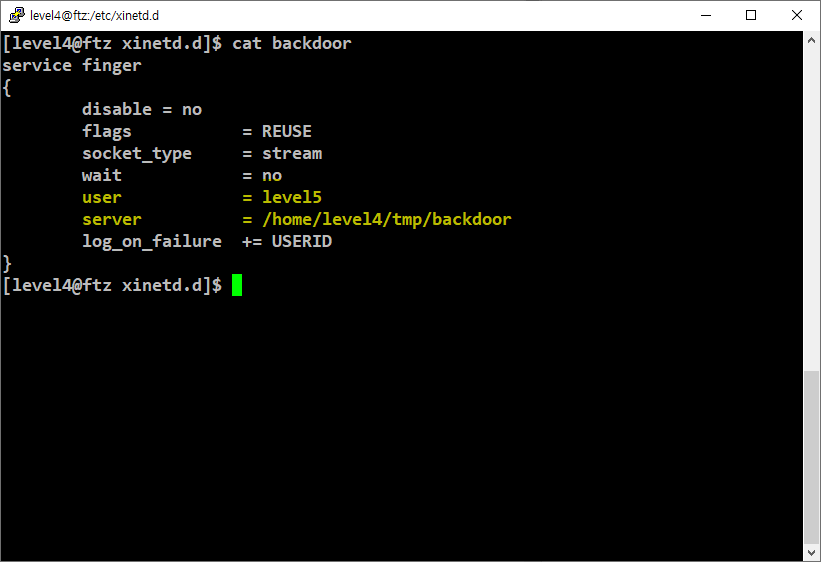 level4@ftz:/etc/xinetd.d
[level4@ftz xinetd.d]$ cat backdoor
service finger
{
        disable = no
        flags           = REUSE
        socket_type     = stream
        wait            = no
        user            = level5
        server          = /home/level4/tmp/backdoor
        log_on_failure  += USERID
}
[level4@ftz xinetd.d]$